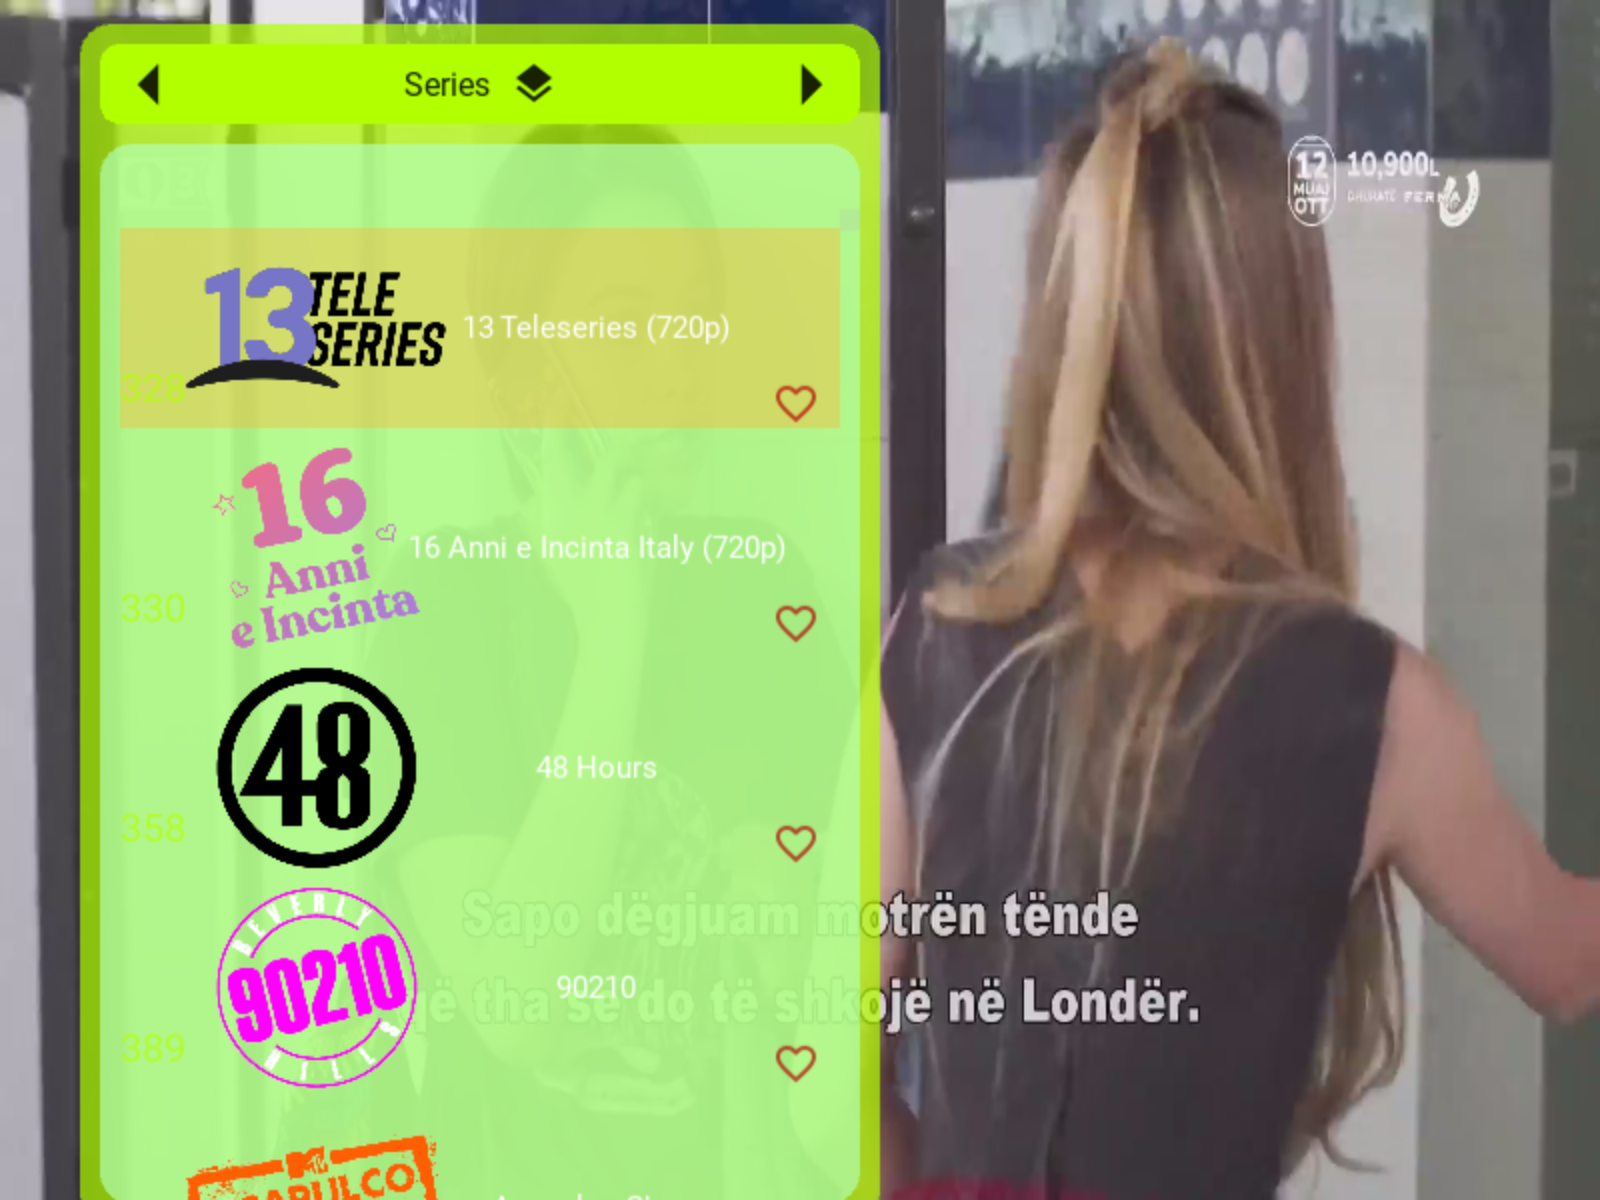 Series
13 TELE
SERIES
13 Teleseries (720p)
328
16
Anni
e Incinta
16 Anni e Incinta Italy (720p)
330
48
48 Hours
358
BEVERLY
90210
HILLS
90210
389
12
MUAJ
OTT
10,900L
DHURATË FERMA
Sapo dëgjuam motrën tënde
që tha se do të shkojë në Londër.